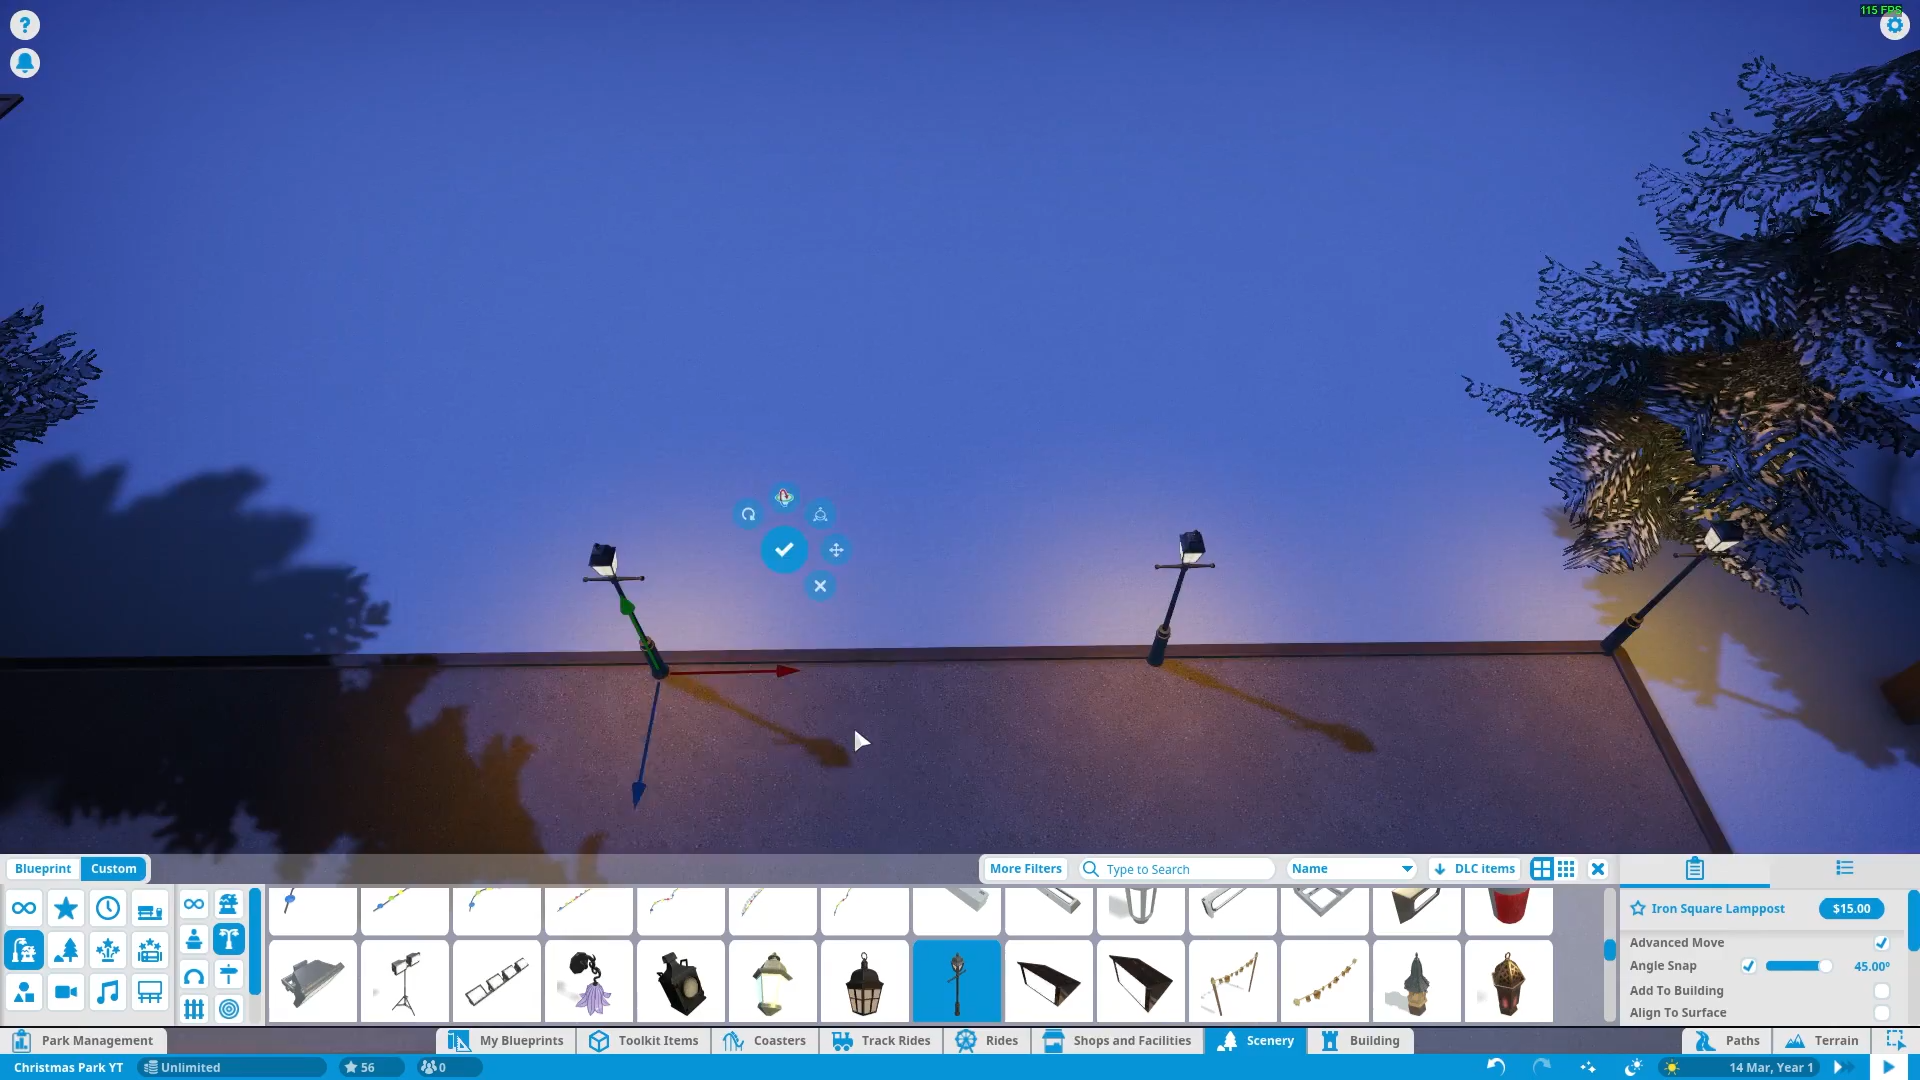 ?
115 FPS
Blueprint
Custom
More Filters
Type to Search
Name
DLC items
Iron Square Lamppost
$15.00
Advanced Move
Angle Snap
45.00°
Add To Building
Align To Surface
Park Management
My Blueprints
Toolkit Items
Coasters
Track Rides
Rides
Shops and Facilities
Scenery
Building
Paths
Terrain
Christmas Park YT
Unlimited
56
0
14 Mar, Year 1